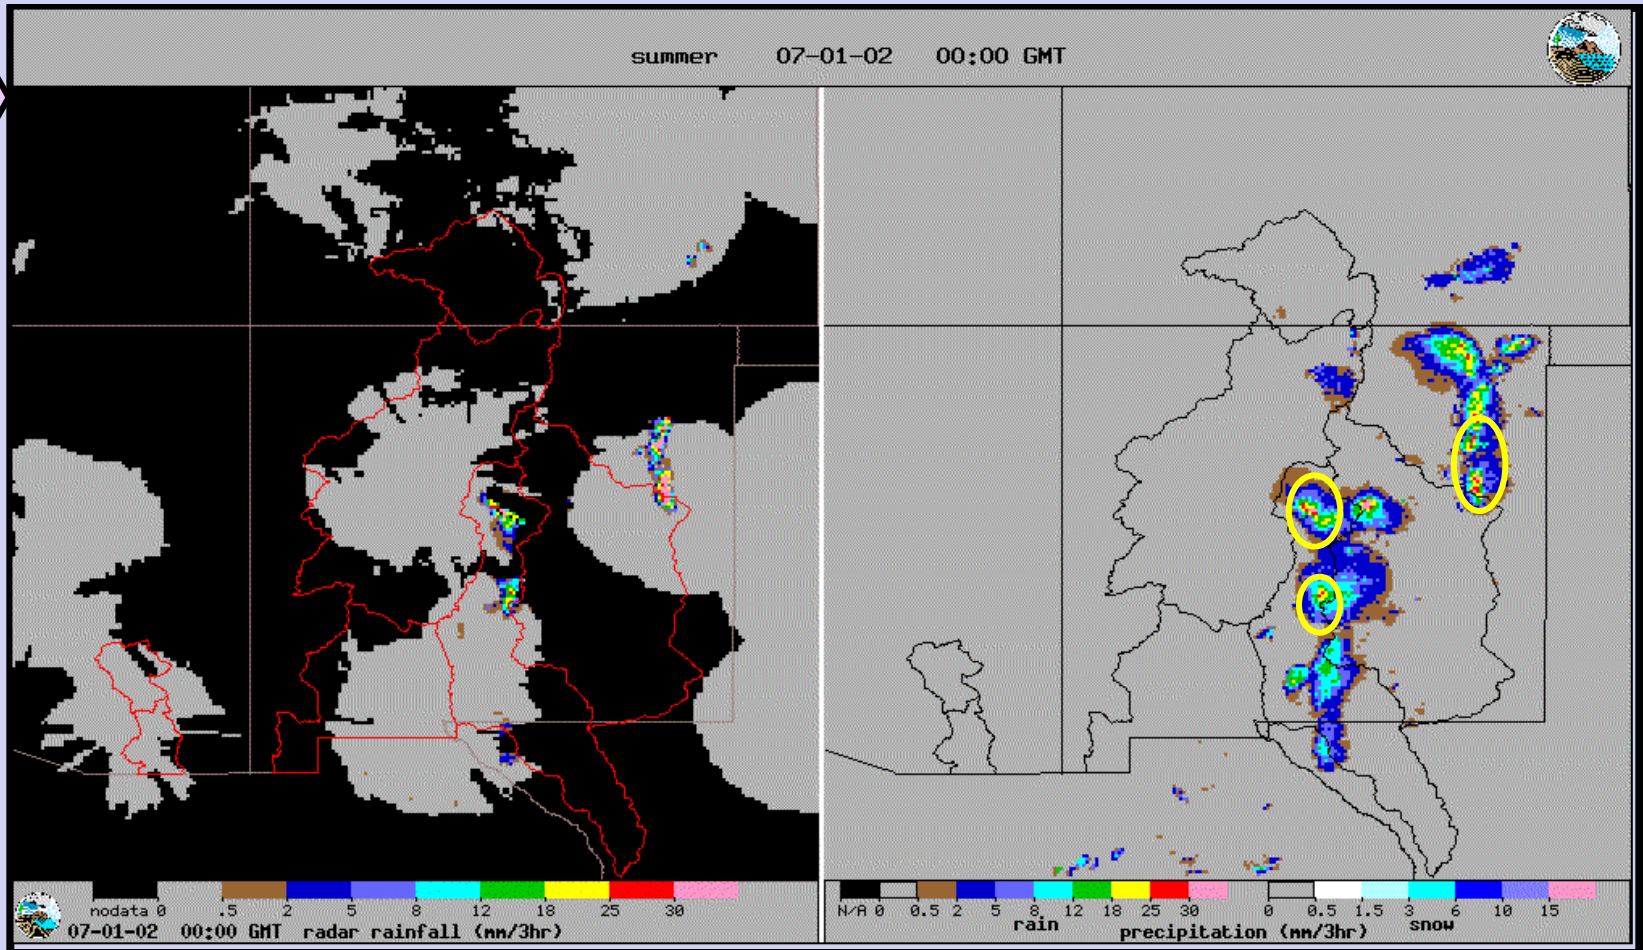 summer 07-01-02 00:00 GMT
nodata 0 .5 2 5 8 12 18 25 30
07-01-02 00:00 GMT radar rainfall (mm/3hr)
N/A 0 0.5 2 5 8 12 18 25 30 0 0.5 1.5 3 6 10 15
rain snow
precipitation (mm/3hr)